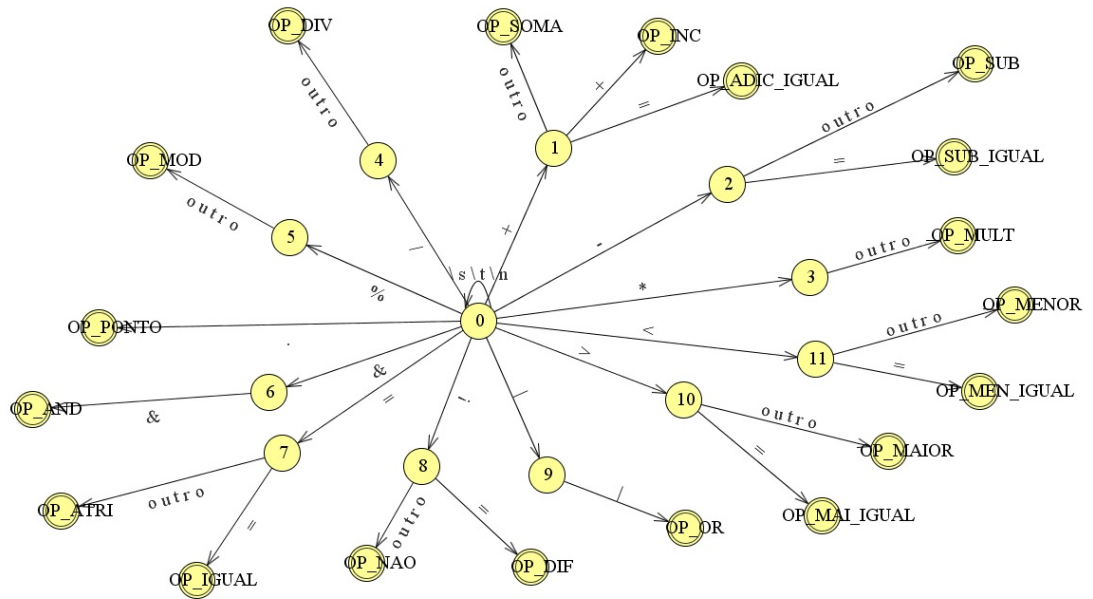 OP_DIV
OP_SOMA
OP_INC
OP_SUB
OP_ADIC_IGUAL
outro
outro
+
=
outro
OP_MOD
4
1
=
OP_SUB_IGUAL
2
outro
5
/
+
-
outro
OP_MULT
3
%
\s\t\n
*
OP_MENOR
OP_PONTO
.
0
<
outro
11
>
=
OP_MEN_IGUAL
OP_AND
&
6
&
=
!
|
10
outro
OP_MAIOR
7
=
OP_ATRI
outro
8
9
OP_MAI_IGUAL
=
outro
=
|
OP_OR
OP_IGUAL
OP_NAO
OP_DIF